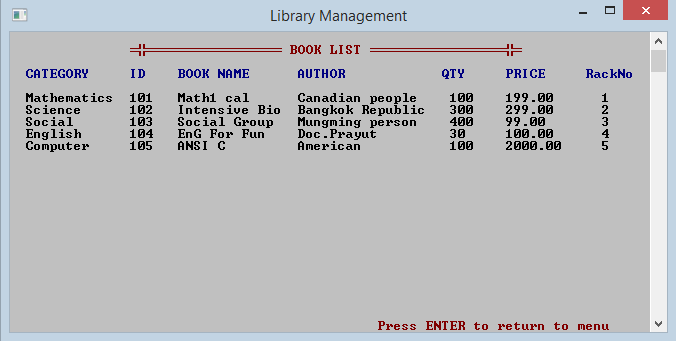 Library Management
BOOK LIST
CATEGORY ID BOOK NAME AUTHOR QTY PRICE RackNo
Mathematics 101 Math1 cal Canadian people 100 199.00 1
Science 102 Intensive Bio Bangkok Republic 300 299.00 2
Social 103 Social Group Mungming person 400 99.00 3
English 104 EnG For Fun Doc.Prayut 30 100.00 4
Computer 105 ANSI C American 100 2000.00 5
Press ENTER to return to menu